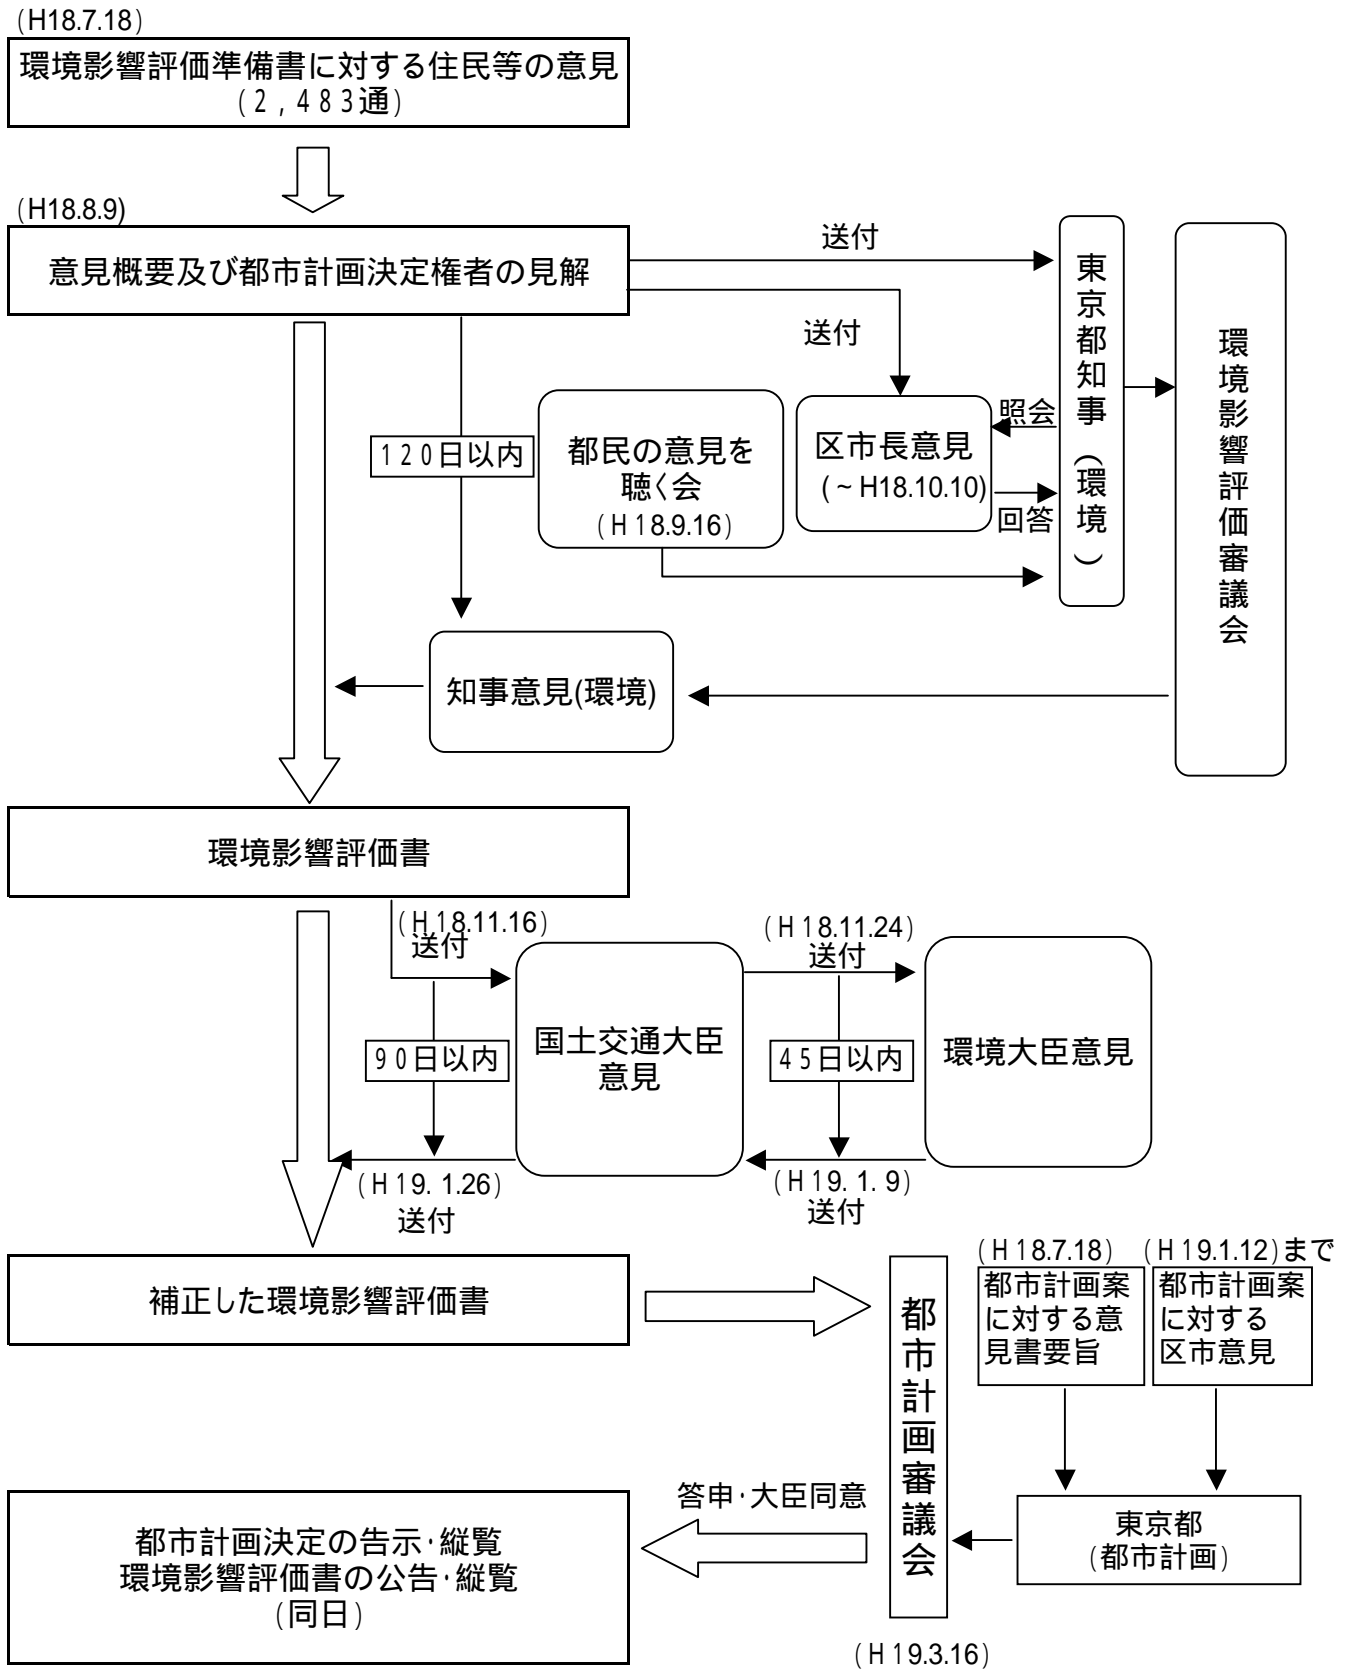 (H18.7.18)
環境影響評価準備書に対する住民等の意見
(２,４８３通)
(H18.8.9)
意見概要及び都市計画決定権者の見解
送付
送付
東京都知事(環境)
環境影響評価審議会
照会
１２０日以内
都民の意見を
聴く会
(Ｈ18.9.16)
区市長意見
(~H18.10.10)
回答
知事意見(環境)
環境影響評価書
(Ｈ18.11.16)
送付
(Ｈ18.11.24)
送付
国土交通大臣
意見
環境大臣意見
９０日以内
４５日以内
(Ｈ19. 1.26)
送付
(Ｈ19. 1. 9)
送付
補正した環境影響評価書
都市計画審議会
(Ｈ18.7.18)
都市計画案
に対する意
見書要旨
(Ｈ19.1.12)まで
都市計画案
に対する
区市意見
答申・大臣同意
東京都
(都市計画)
都市計画決定の告示・縦覧
環境影響評価書の公告・縦覧
(同日)
(Ｈ19.3.16)